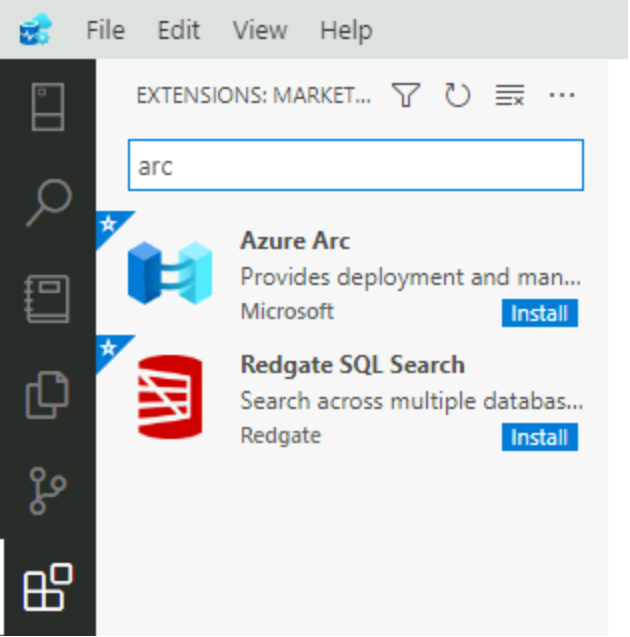 File Edit View Help
EXTENSIONS: MARKET...
arc
Azure Arc
Provides deployment and man...
Microsoft Install
Redgate SQL Search
Search across multiple databas...
Redgate Install